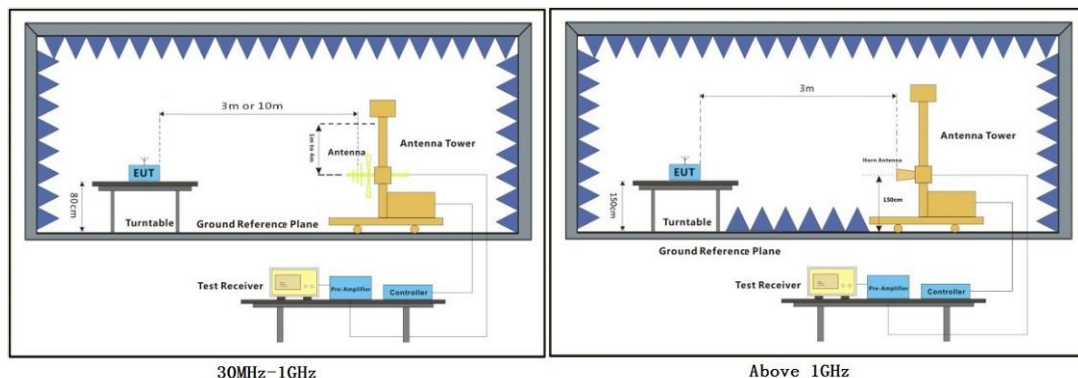 3m or 10m
1m to 4m
Antenna
Antenna Tower
EUT
80cm
Turntable
Ground Reference Plane
Test Receiver
Pre-Amplifier
Controller
30MHz-1GHz
3m
Antenna Tower
Horn Antenna
EUT
150cm
150cm
Turntable
Ground Reference Plane
Test Receiver
Pre-Amplifier
Controller
Above 1GHz